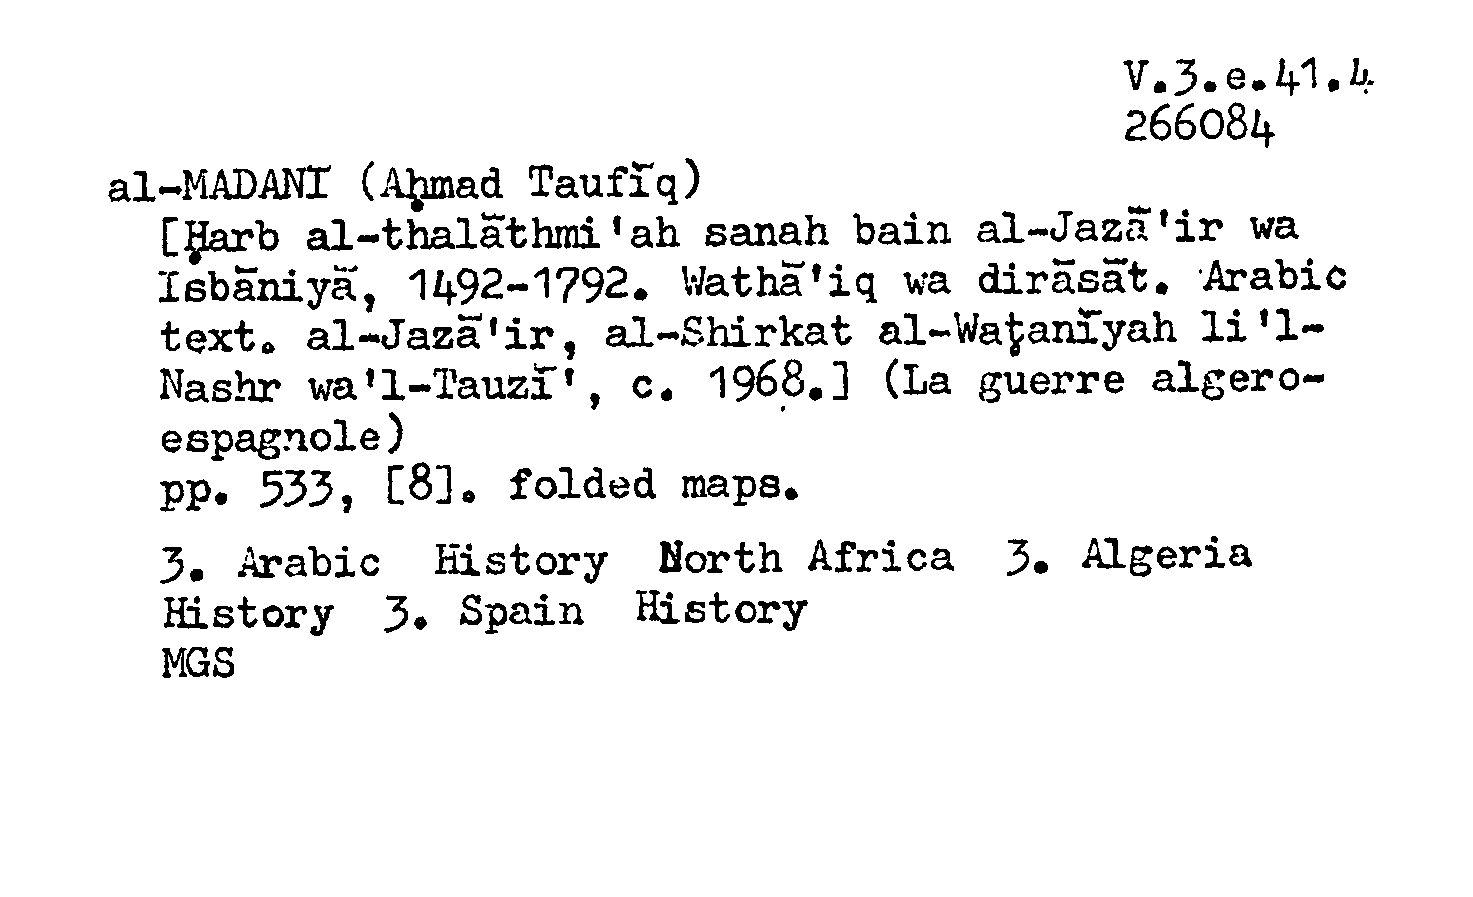 V.3.e.41.4
266084
al-MADANĪ (Aḥmad Taufīq)
[Ḥarb al-thalāthmi'ah sanah bain al-Jazā'ir wa
Isbāniyā, 1492-1792. Wathā'iq wa dirāsāt. Arabic
text. al-Jazā'ir, al-Shirkat al-Waṭanīyah li'l-
Nashr wa'l-Tauzī', c. 1968.] (La guerre algero-
espagnole)
pp. 533, [8]. folded maps.
3. Arabic History North Africa 3. Algeria
History 3. Spain History
MGS